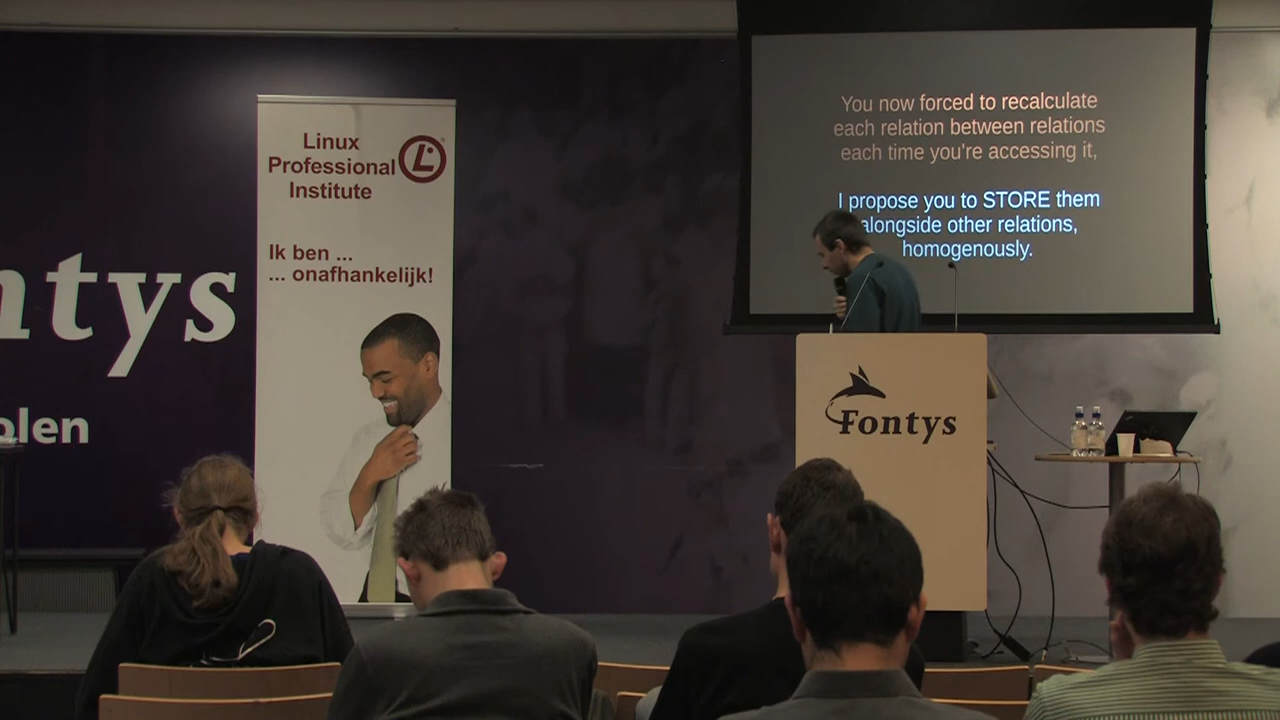 Linux
Professional
Institute
Ik ben ...
... onafhankelijk!
ntys
olen
You now forced to recalculate
each relation between relations
each time you're accessing it,
I propose you to STORE them
alongside other relations,
homogenously.
Fontys